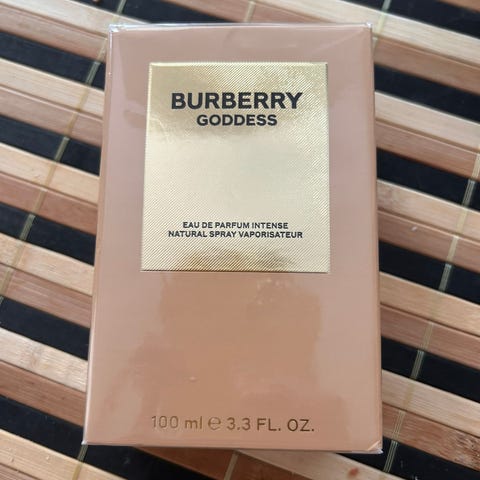 BURBERRY
GODDESS
EAU DE PARFUM INTENSE
NATURAL SPRAY VAPORISATEUR
100 ml ℮ 3.3 FL. OZ.